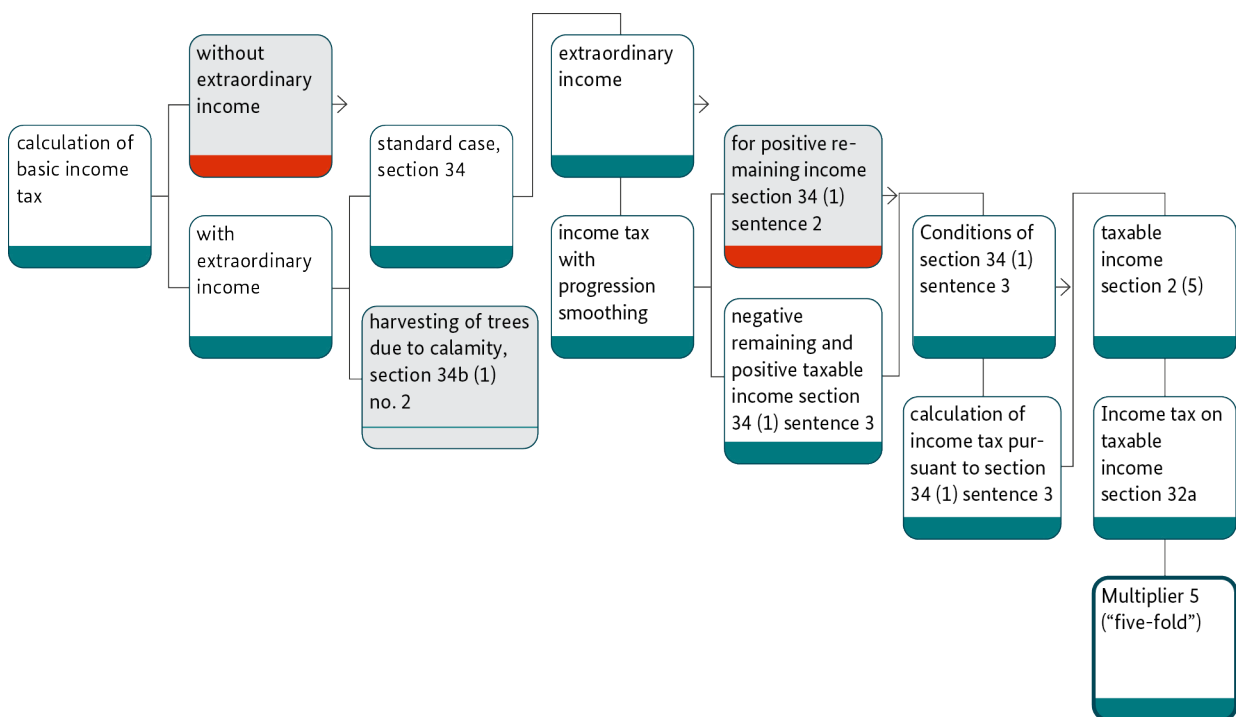 calculation of
basic income
tax
without
extraordinary
income
with
extraordinary
income
standard case,
section 34
harvesting of trees
due to calamity,
section 34b (1)
no. 2
extraordinary
income
income tax
with
progression
smoothing
for positive re-
maining income
section 34 (1)
sentence 2
negative
remaining and
positive taxable
income section
34 (1) sentence 3
Conditions of
section 34 (1)
sentence 3
calculation of
income tax pur-
suant to section
34 (1) sentence 3
taxable
income
section 2 (5)
Income tax on
taxable
income
section 32a
Multiplier 5
(“five-fold”)